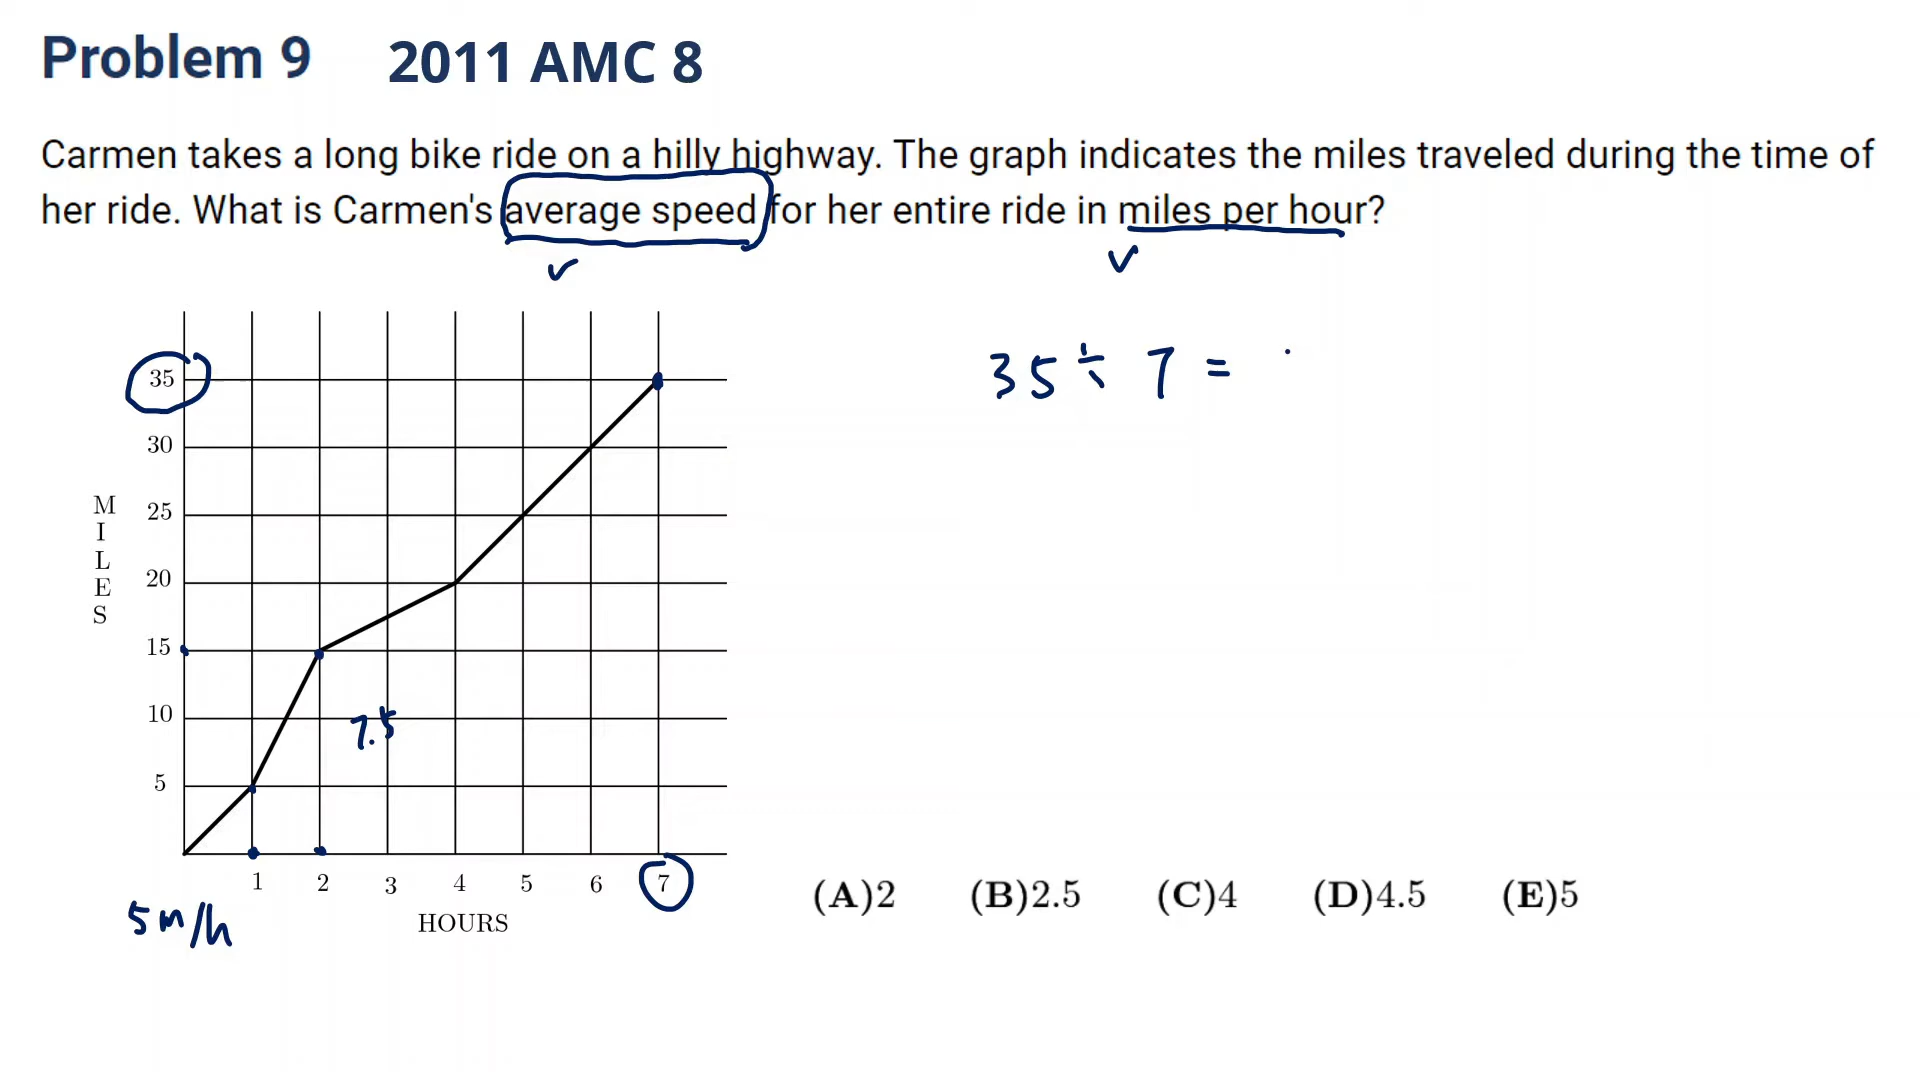 Problem 9 2011 AMC 8
Carmen takes a long bike ride on a hilly highway. The graph indicates the miles traveled during the time of
her ride. What is Carmen's average speed for her entire ride in miles per hour?
35 ÷ 7 =
35
30
25
20
15
10
5
MILES
7.5
1 2 3 4 5 6 7
HOURS
5 m/h
(A)2 (B)2.5 (C)4 (D)4.5 (E)5